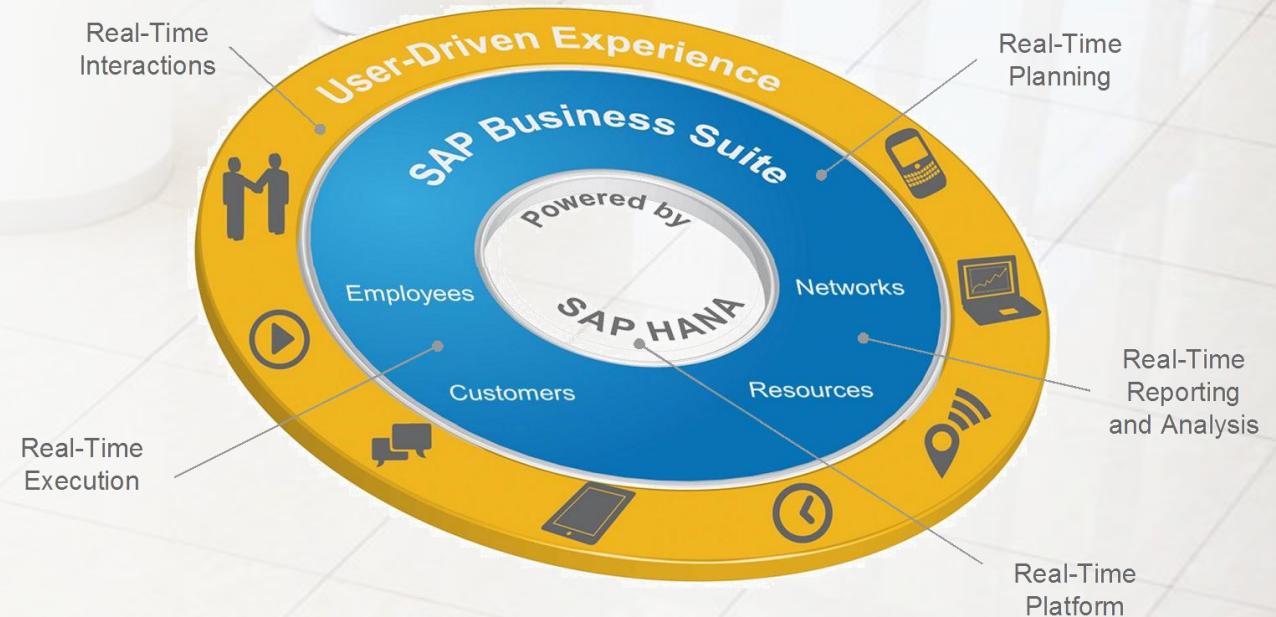 Real-Time
Interactions
User-Driven Experience
Real-Time
Planning
SAP Business Suite
Powered by
SAP HANA
Employees
Networks
Customers
Resources
Real-Time
Reporting
and Analysis
Real-Time
Execution
Real-Time
Platform